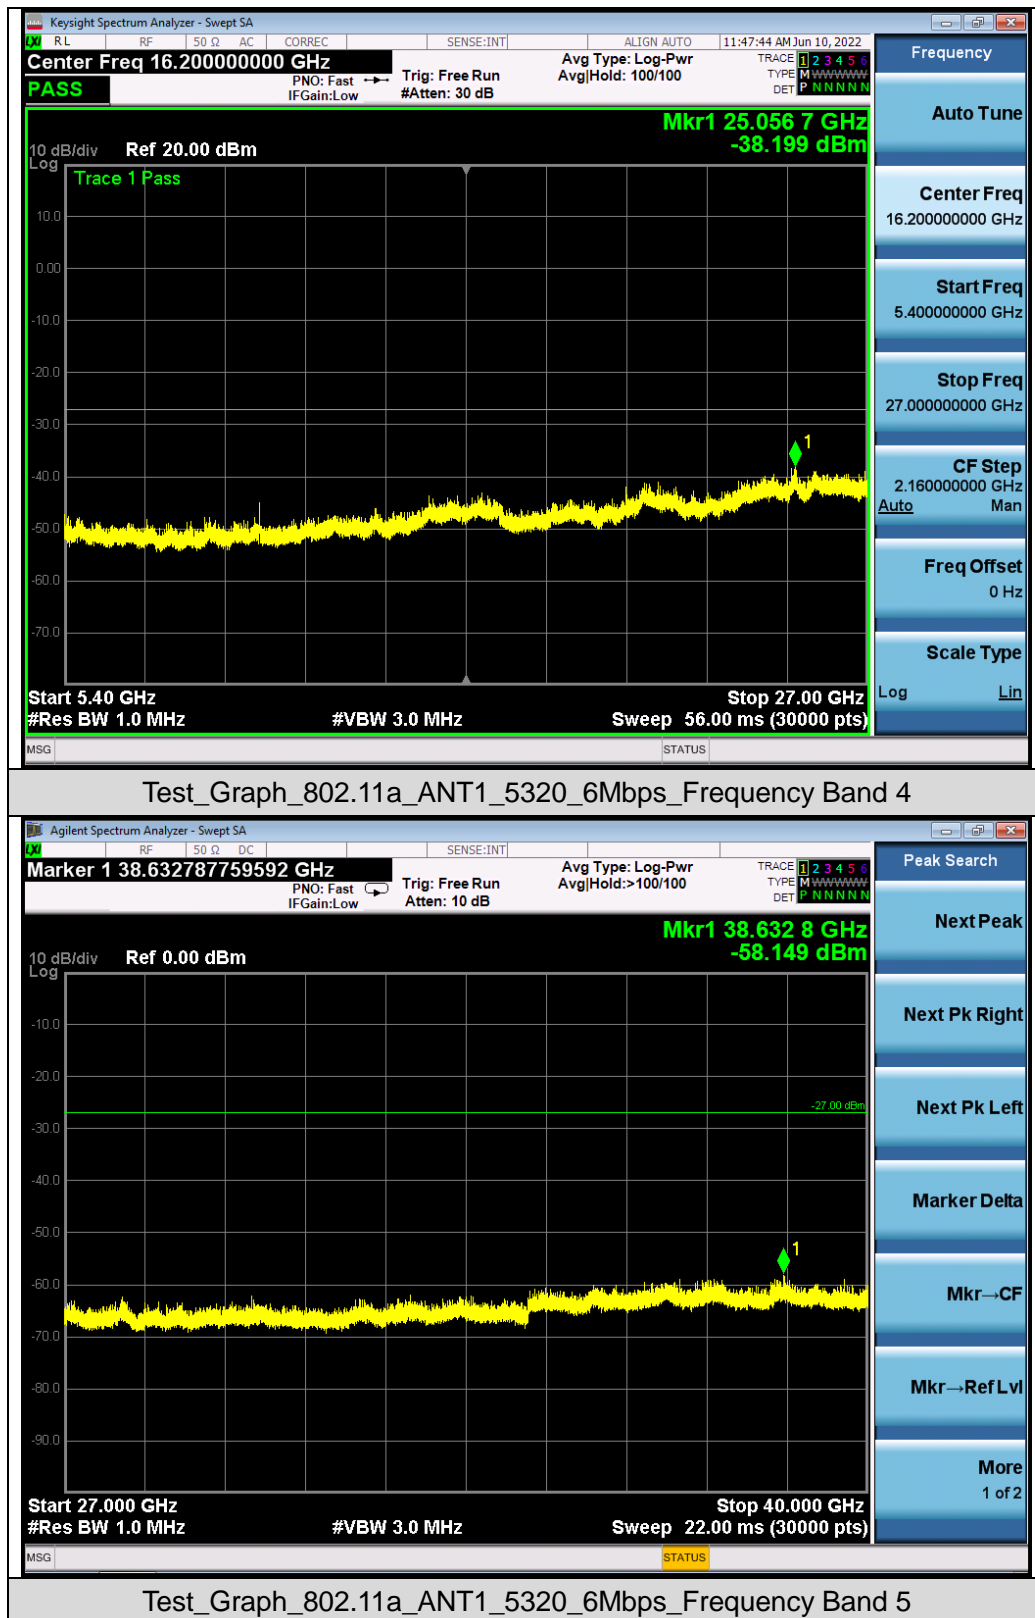 Keysight Spectrum Analyzer - Swept SA
LXI RL RF 50 Ω AC CORREC SENSE:INT ALIGN AUTO 11:47:44 AM Jun 10, 2022
Center Freq 16.200000000 GHz
PASS
PNO: Fast
IFGain:Low
Trig: Free Run
#Atten: 30 dB
Avg Type: Log-Pwr
Avg|Hold: 100/100
TRACE 1 2 3 4 5 6
TYPE M WWWWW
DET P N N N N N
Mkr1 25.056 7 GHz
-38.199 dBm
10 dB/div Ref 20.00 dBm
Log
Trace 1 Pass
10.0
0.00
-10.0
-20.0
-30.0
-40.0
-50.0
-60.0
-70.0
1
Start 5.40 GHz Stop 27.00 GHz
#Res BW 1.0 MHz #VBW 3.0 MHz Sweep 56.00 ms (30000 pts)
MSG STATUS
Frequency
Auto Tune
Center Freq
16.200000000 GHz
Start Freq
5.400000000 GHz
Stop Freq
27.000000000 GHz
CF Step
2.160000000 GHz
Auto Man
Freq Offset
0 Hz
Scale Type
Log Lin
Test_Graph_802.11a_ANT1_5320_6Mbps_Frequency Band 4
Agilent Spectrum Analyzer - Swept SA
LXI RF 50 Ω DC SENSE:INT
Marker 1 38.632787759592 GHz
PNO: Fast
IFGain:Low
Trig: Free Run
Atten: 10 dB
Avg Type: Log-Pwr
Avg|Hold:>100/100
TRACE 1 2 3 4 5 6
TYPE M WWWWW
DET P N N N N N
Mkr1 38.632 8 GHz
-58.149 dBm
10 dB/div Ref 0.00 dBm
Log
-10.0
-20.0
-27.00 dBm
-30.0
-40.0
-50.0
-60.0
-70.0
-80.0
-90.0
1
Start 27.000 GHz Stop 40.000 GHz
#Res BW 1.0 MHz #VBW 3.0 MHz Sweep 22.00 ms (30000 pts)
MSG STATUS
Peak Search
Next Peak
Next Pk Right
Next Pk Left
Marker Delta
Mkr→CF
Mkr→Ref Lvl
More
1 of 2
Test_Graph_802.11a_ANT1_5320_6Mbps_Frequency Band 5